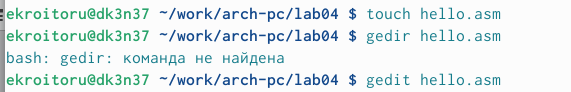 ekroitoru@dk3n37 ~/work/arch-pc/lab04 $ touch hello.asm
ekroitoru@dk3n37 ~/work/arch-pc/lab04 $ gedir hello.asm
bash: gedir: команда не найдена
ekroitoru@dk3n37 ~/work/arch-pc/lab04 $ gedit hello.asm